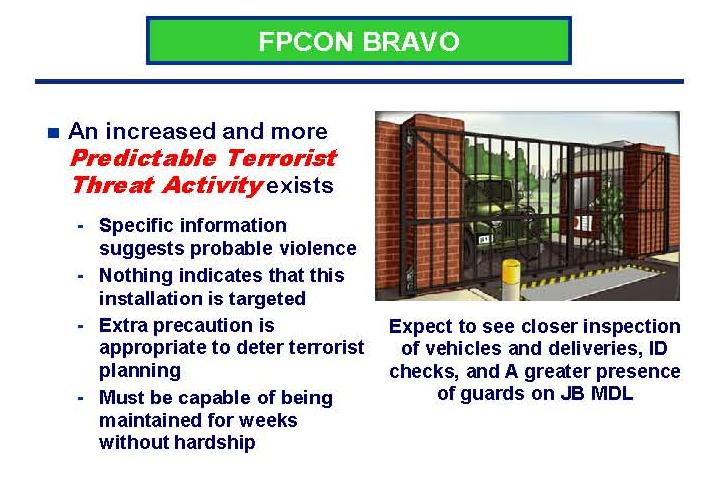 FPCON BRAVO
■ An increased and more
Predictable Terrorist
Threat Activity exists
- Specific information
suggests probable violence
- Nothing indicates that this
installation is targeted
- Extra precaution is
appropriate to deter terrorist
planning
- Must be capable of being
maintained for weeks
without hardship
Expect to see closer inspection
of vehicles and deliveries, ID
checks, and A greater presence
of guards on JB MDL